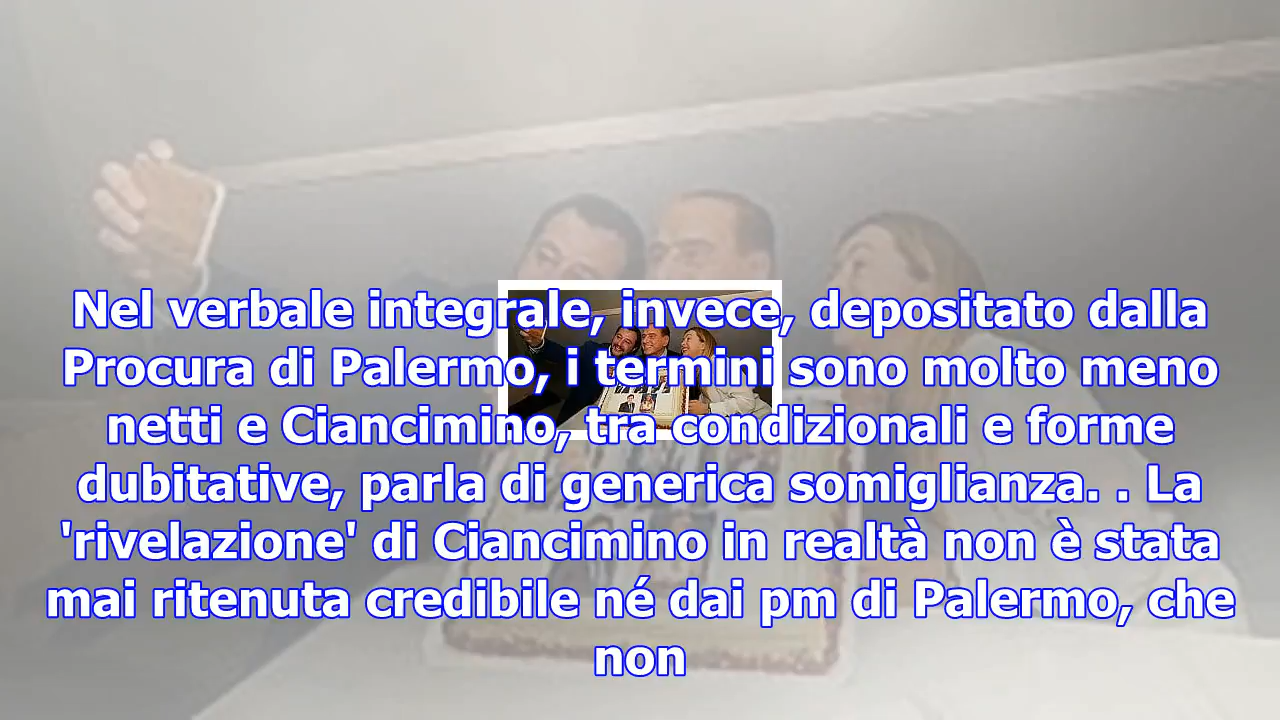 Nel verbale integrale, invece, depositato dalla
Procura di Palermo, i termini sono molto meno
netti e Ciancimino, tra condizionali e forme
dubitative, parla di generica somiglianza. . La
'rivelazione' di Ciancimino in realtà non è stata
mai ritenuta credibile né dai pm di Palermo, che
non